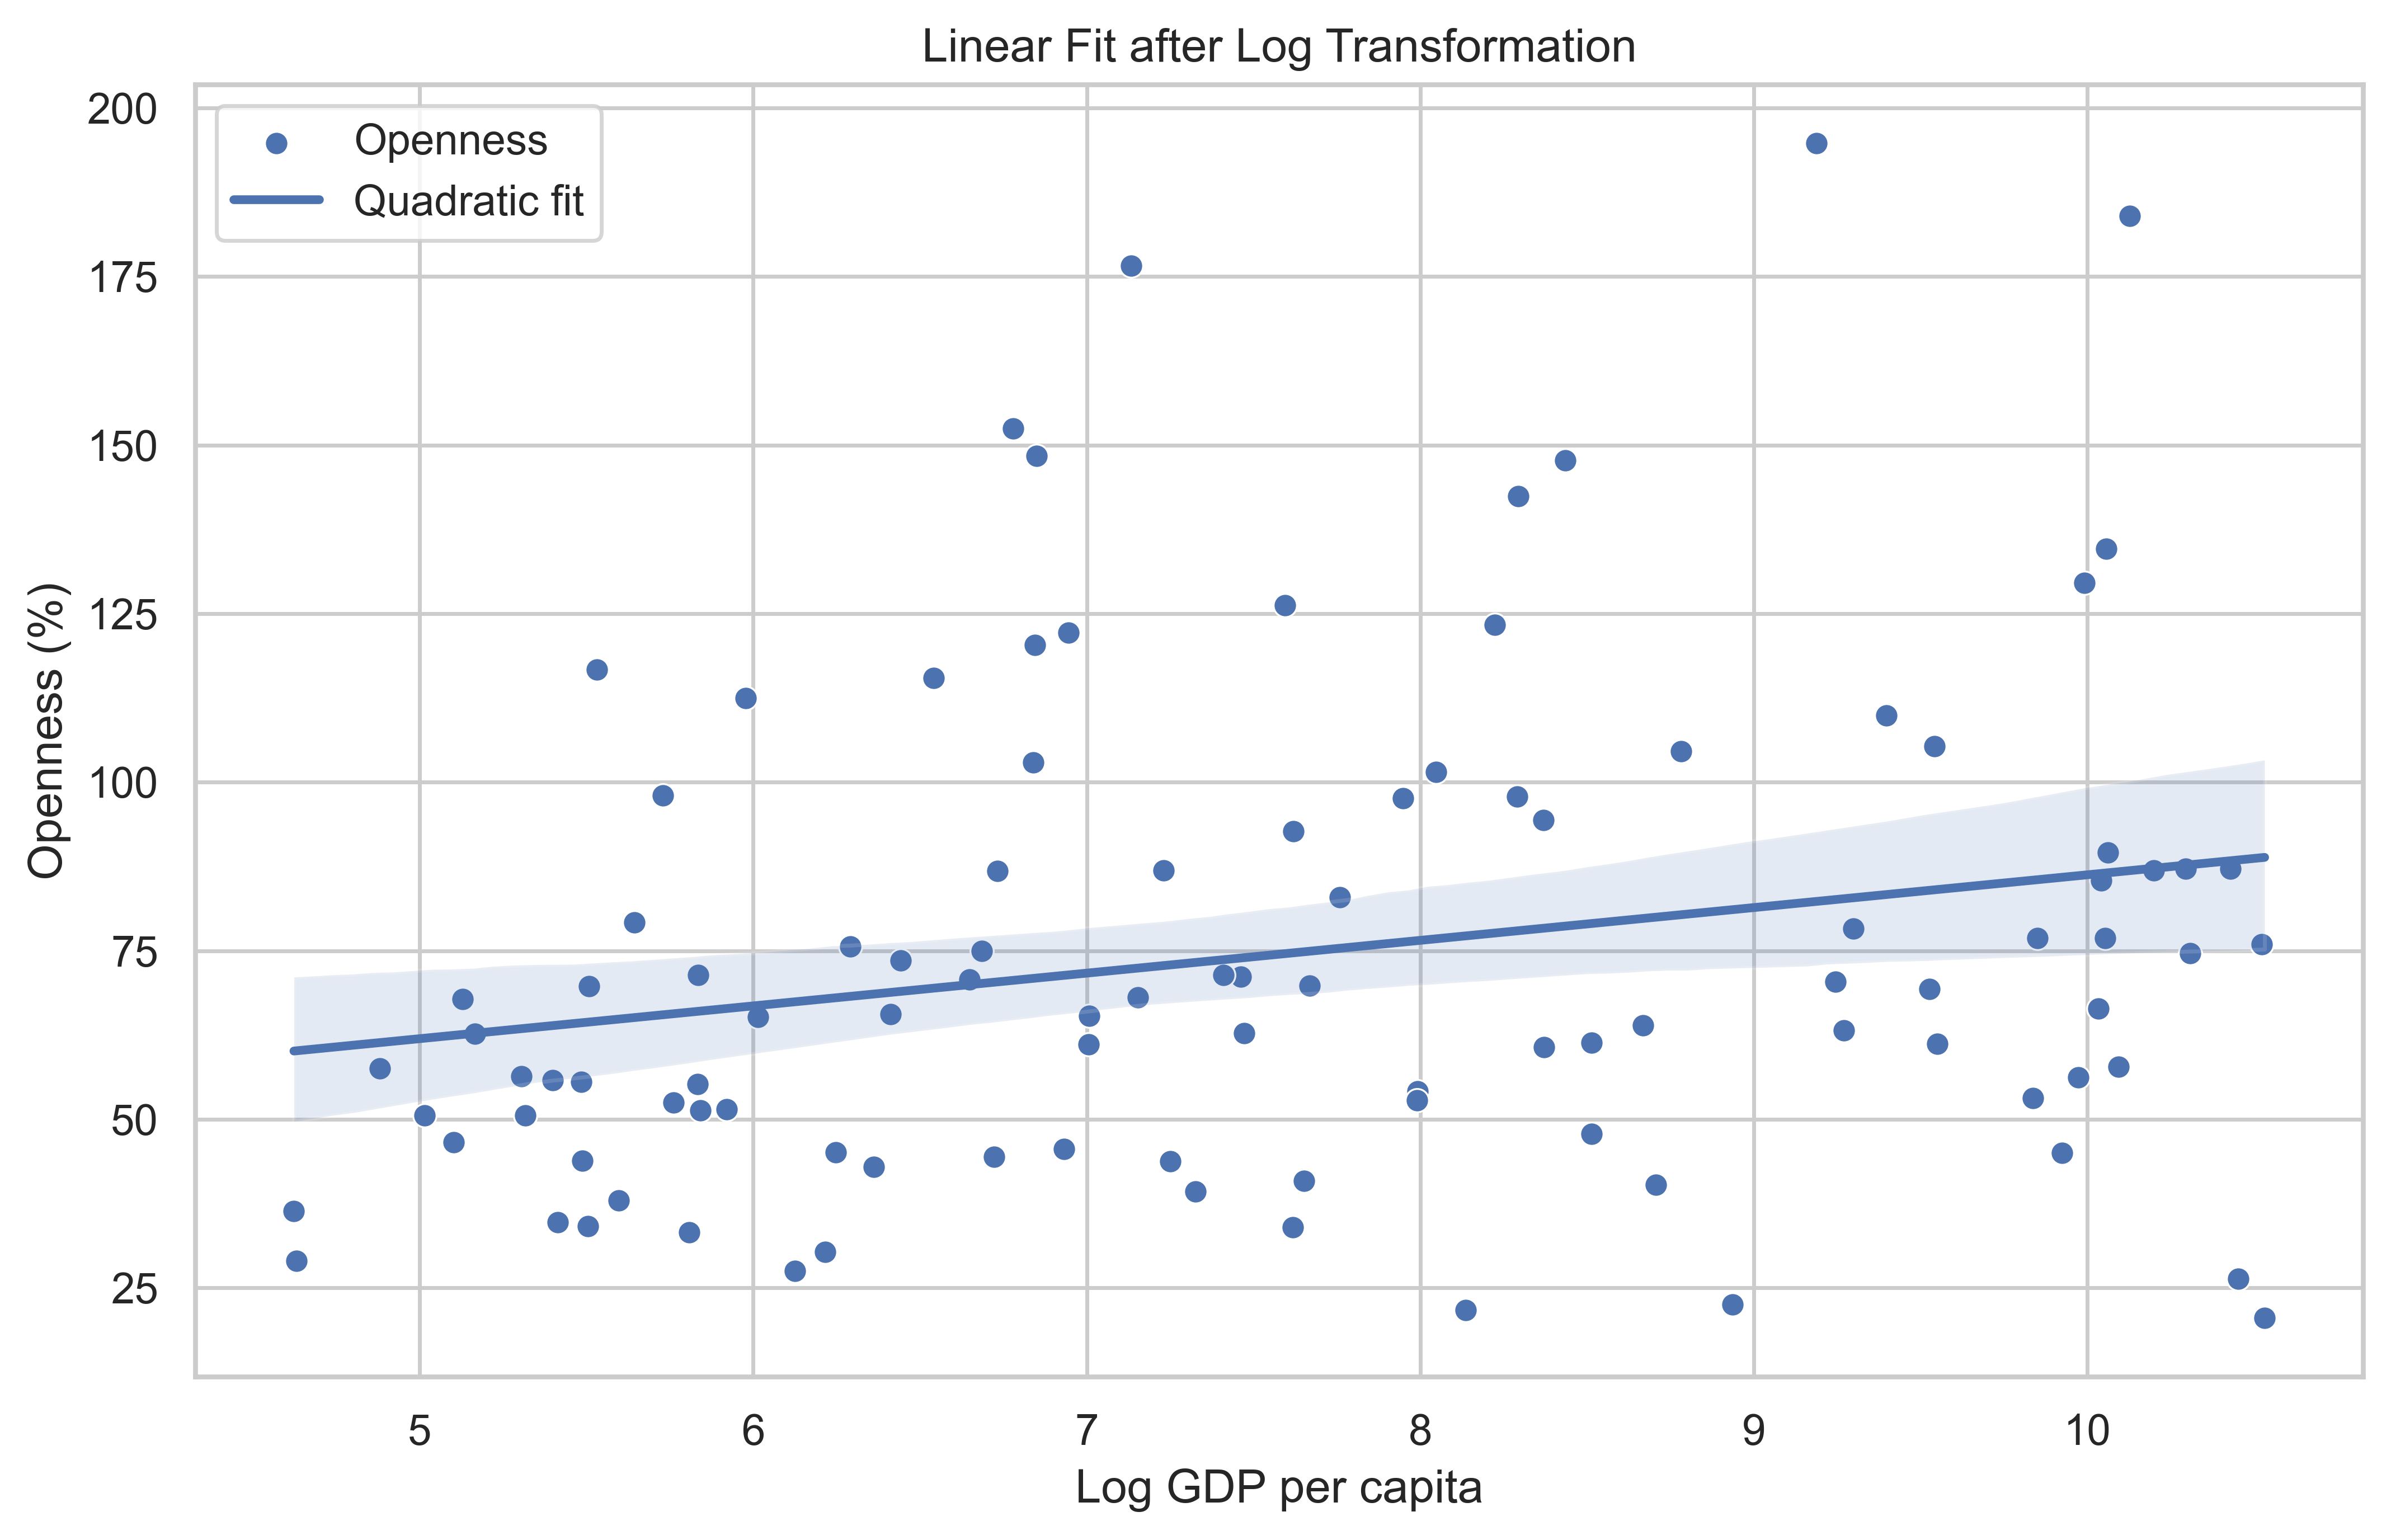 Linear Fit after Log Transformation
Openness
Quadratic fit
Openness (%)
200
175
150
125
100
75
50
25
5 6 7 8 9 10
Log GDP per capita